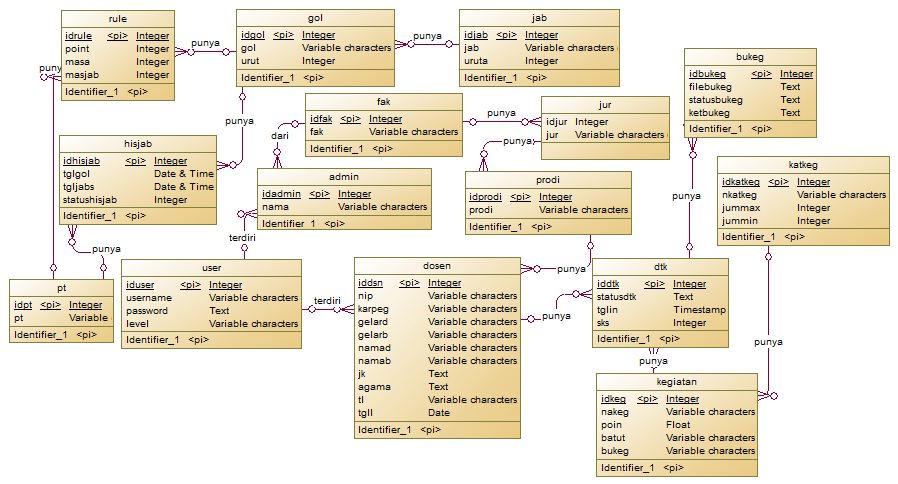 rule
idrule <pi> Integer
point Integer
masa Integer
masjab Integer
Identifier_1 <pi>
punya
gol
idgol <pi> Integer
gol Variable characters
urut Integer
Identifier_1 <pi>
punya
jab
idjab <pi> Integer
jab Variable characters
uruta Integer
Identifier_1 <pi>
puny
punya
fak
idfak <pi> Integer
fak Variable characters
Identifier_1 <pi>
punya
jur
idjur Integer
jur Variable characters
bukeg
idbukeg <pi> Integer
filebukeg Text
statusbukeg Text
ketbukeg Text
Identifier_1 <pi>
dari
punya
hisjab
idhisjab <pi> Integer
tglgol Date & Time
tgljabs Date & Time
statushisjab Integer
Identifier_1 <pi>
admin
idadmin <pi> Integer
nama Variable characters
Identifier_1 <pi>
prodi
idprodi <pi> Integer
prodi Variable characters
Identifier_1 <pi>
punya
katkeg
idkatkeg <pi> Integer
nkatkeg Variable characters
jummax Integer
jummin Integer
Identifier_1 <pi>
punya
terdiri
punya
pt
idpt <pi> Integer
pt Variable
Identifier_1 <pi>
user
iduser <pi> Integer
username Variable characters
password Text
level Variable characters
Identifier_1 <pi>
terdiri
dosen
iddsn <pi> Integer
nip Variable characters
karpeg Variable characters
gelard Variable characters
gelarb Variable characters
namad Variable characters
namab Variable characters
jk Text
agama Text
tl Variable characters
tgll Date
Identifier_1 <pi>
punya
dtk
iddtk <pi> Integer
statusdtk Text
tglin Timestamp
sks Integer
Identifier_1 <pi>
punya
punya
kegiatan
idkeg <pi> Integer
nakeg Variable characters
poin Float
batut Variable characters
bukeg Variable characters
Identifier_1 <pi>